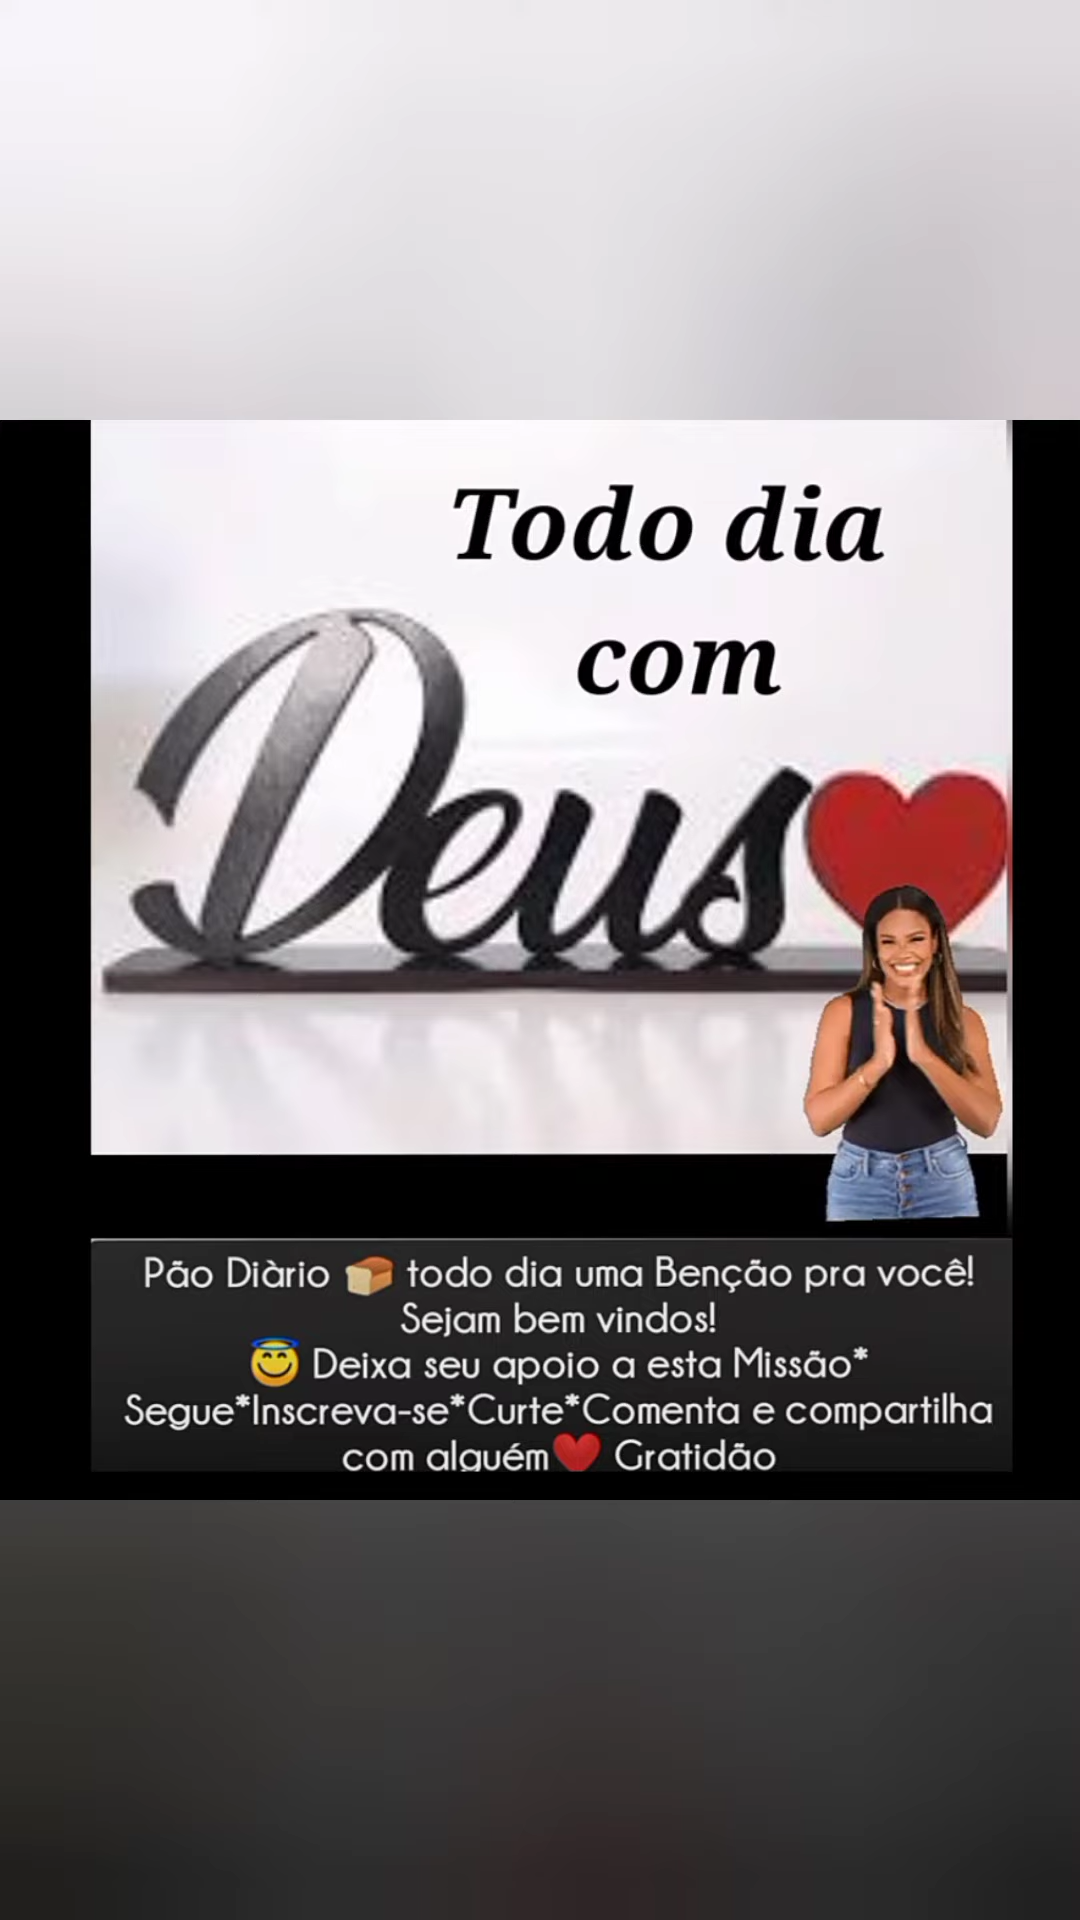 Todo dia
com
Deus
Pão Diàrio 🍞 todo dia uma Benção pra você!
Sejam bem vindos!
😇 Deixa seu apoio a esta Missão*
Segue*Inscreva-se*Curte*Comenta e compartilha
com alguém❤️ Gratidão